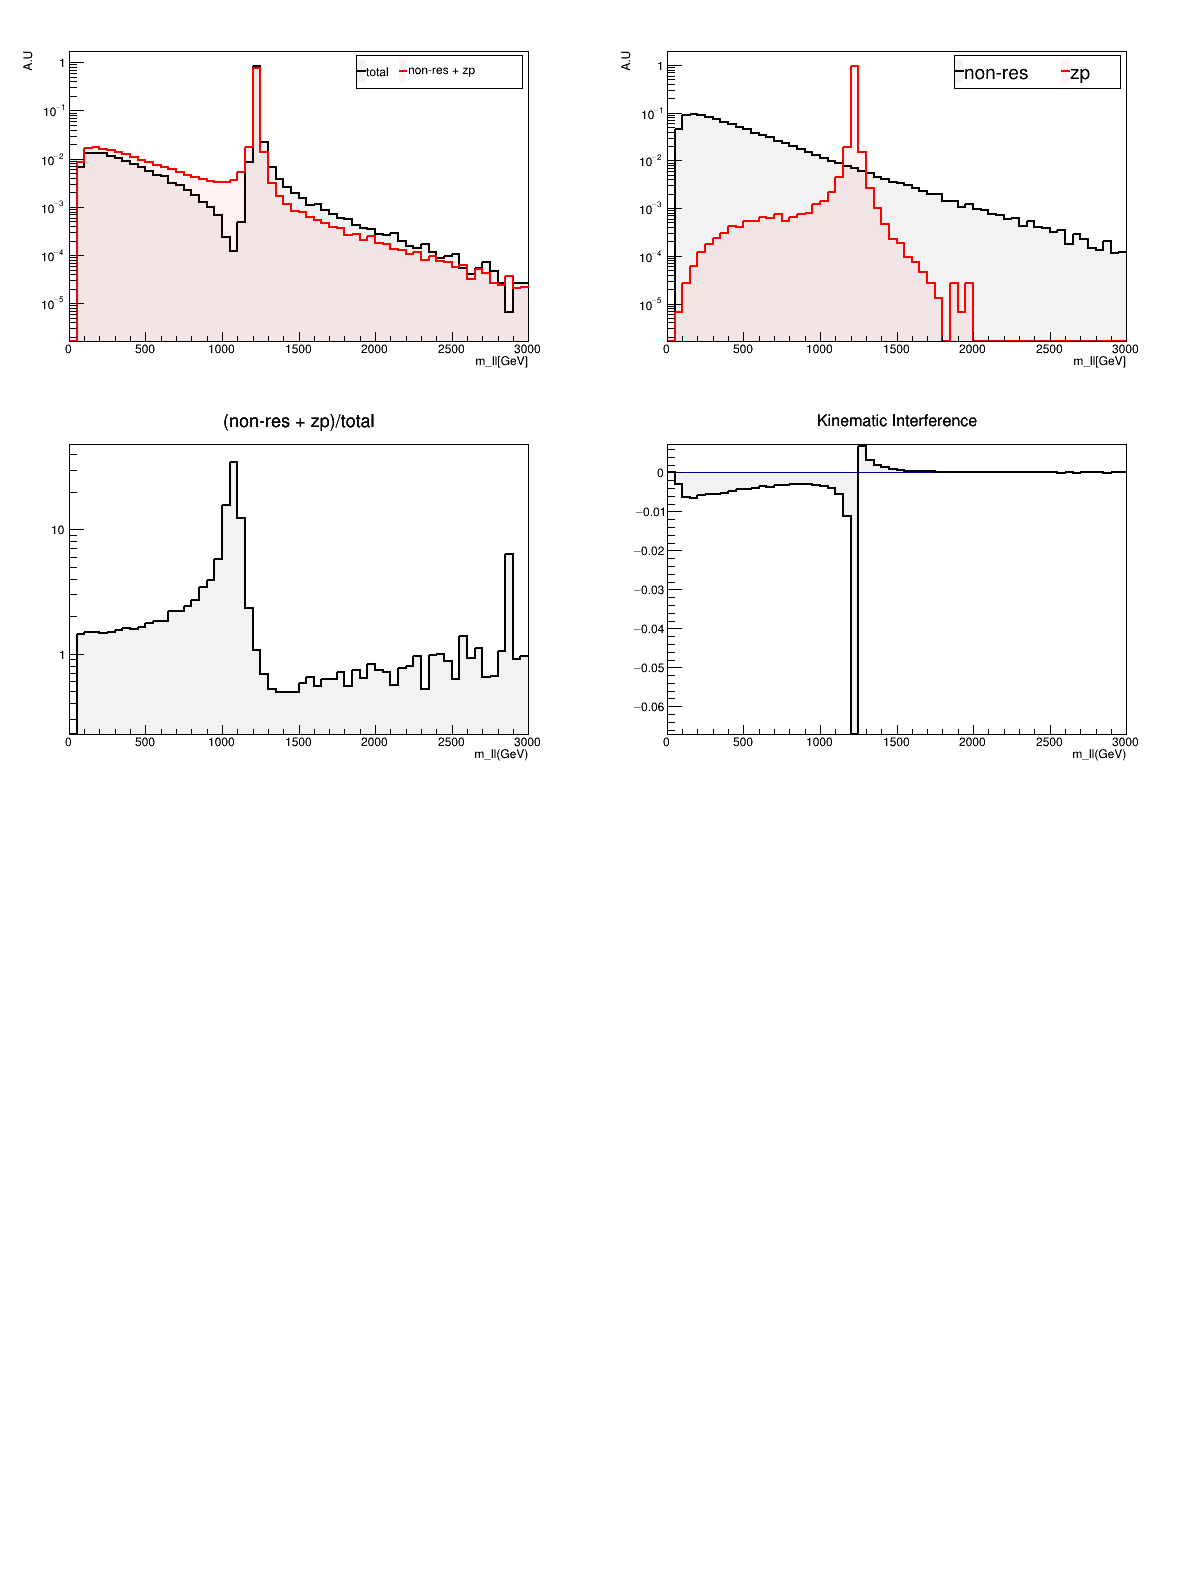 A.U
total non-res + zp
1
10⁻¹
10⁻²
10⁻³
10⁻⁴
10⁻⁵
0 500 1000 1500 2000 2500 3000
m_ll[GeV]
A.U
non-res zp
1
10⁻¹
10⁻²
10⁻³
10⁻⁴
10⁻⁵
0 500 1000 1500 2000 2500 3000
m_ll[GeV]
(non-res + zp)/total
10
1
0 500 1000 1500 2000 2500 3000
m_ll(GeV)
Kinematic Interference
0
−0.01
−0.02
−0.03
−0.04
−0.05
−0.06
0 500 1000 1500 2000 2500 3000
m_ll(GeV)